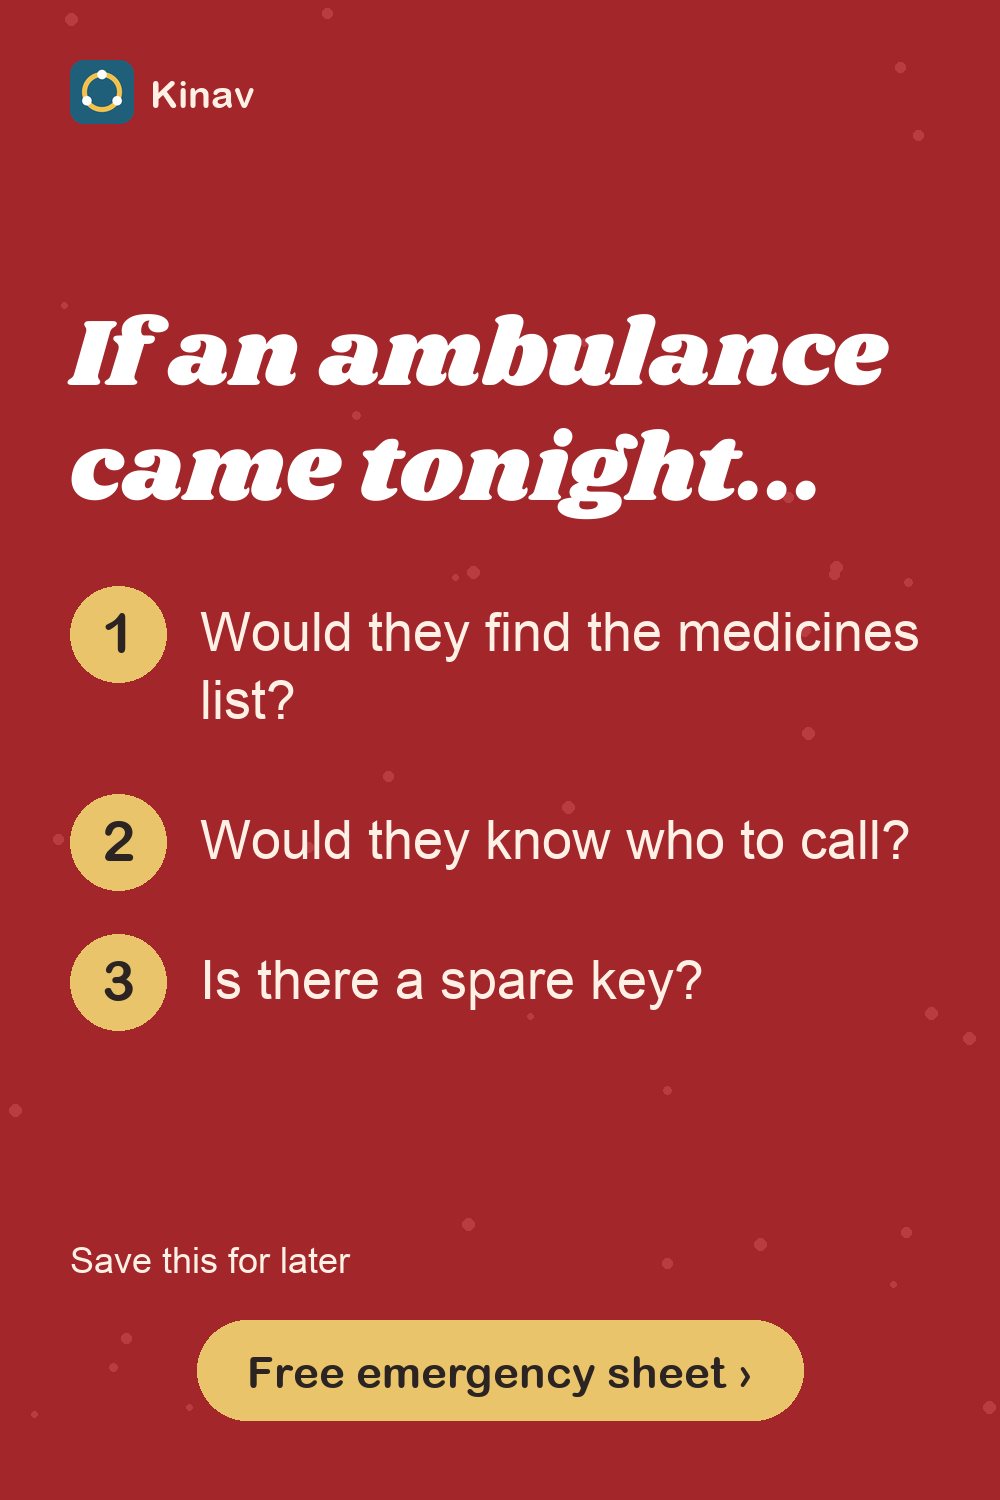 Kinav
If an ambulance
came tonight...
1 Would they find the medicines
list?
2 Would they know who to call?
3 Is there a spare key?
Save this for later
Free emergency sheet ›